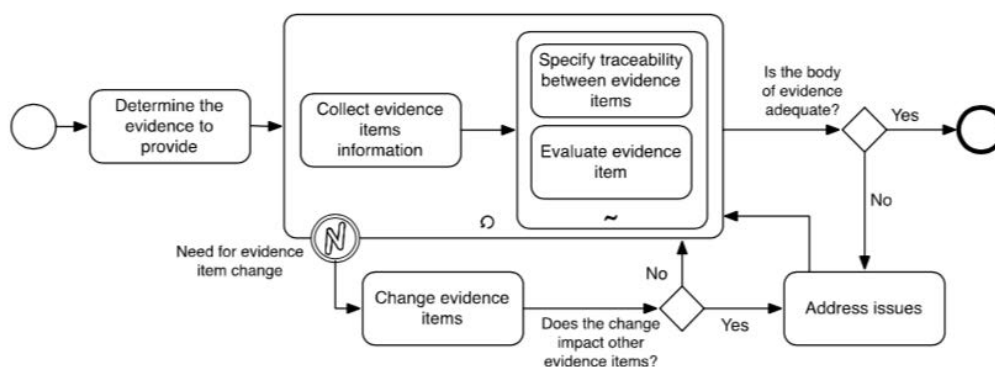 Determine the
evidence to
provide
Collect evidence
items
information
Specify traceability
between evidence
items
Evaluate evidence
item
~
Is the body
of evidence
adequate?
Yes
No
Need for evidence
item change
Change evidence
items
Does the change
impact other
evidence items?
No
Yes
Address issues